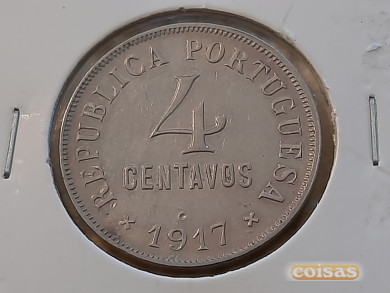 REPUBLICA PORTUGUESA
4
CENTAVOS
1917
coisas